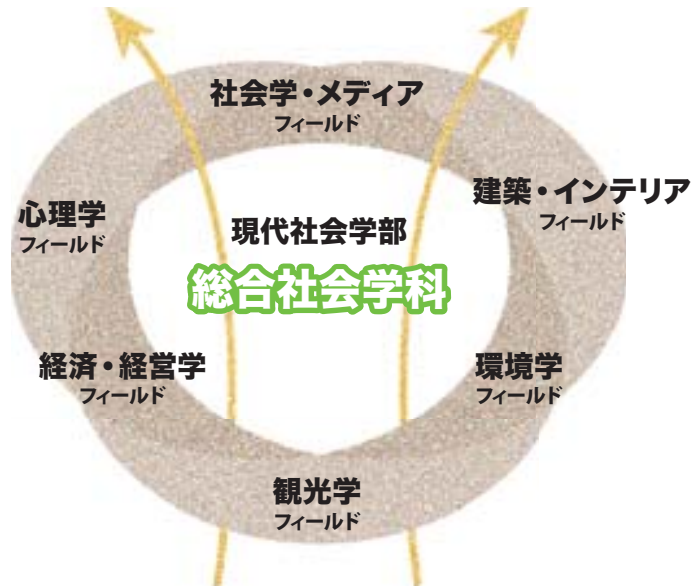 社会学・メディア
フィールド
建築・インテリア
フィールド
心理学
フィールド
現代社会学部
総合社会学科
経済・経営学
フィールド
環境学
フィールド
観光学
フィールド